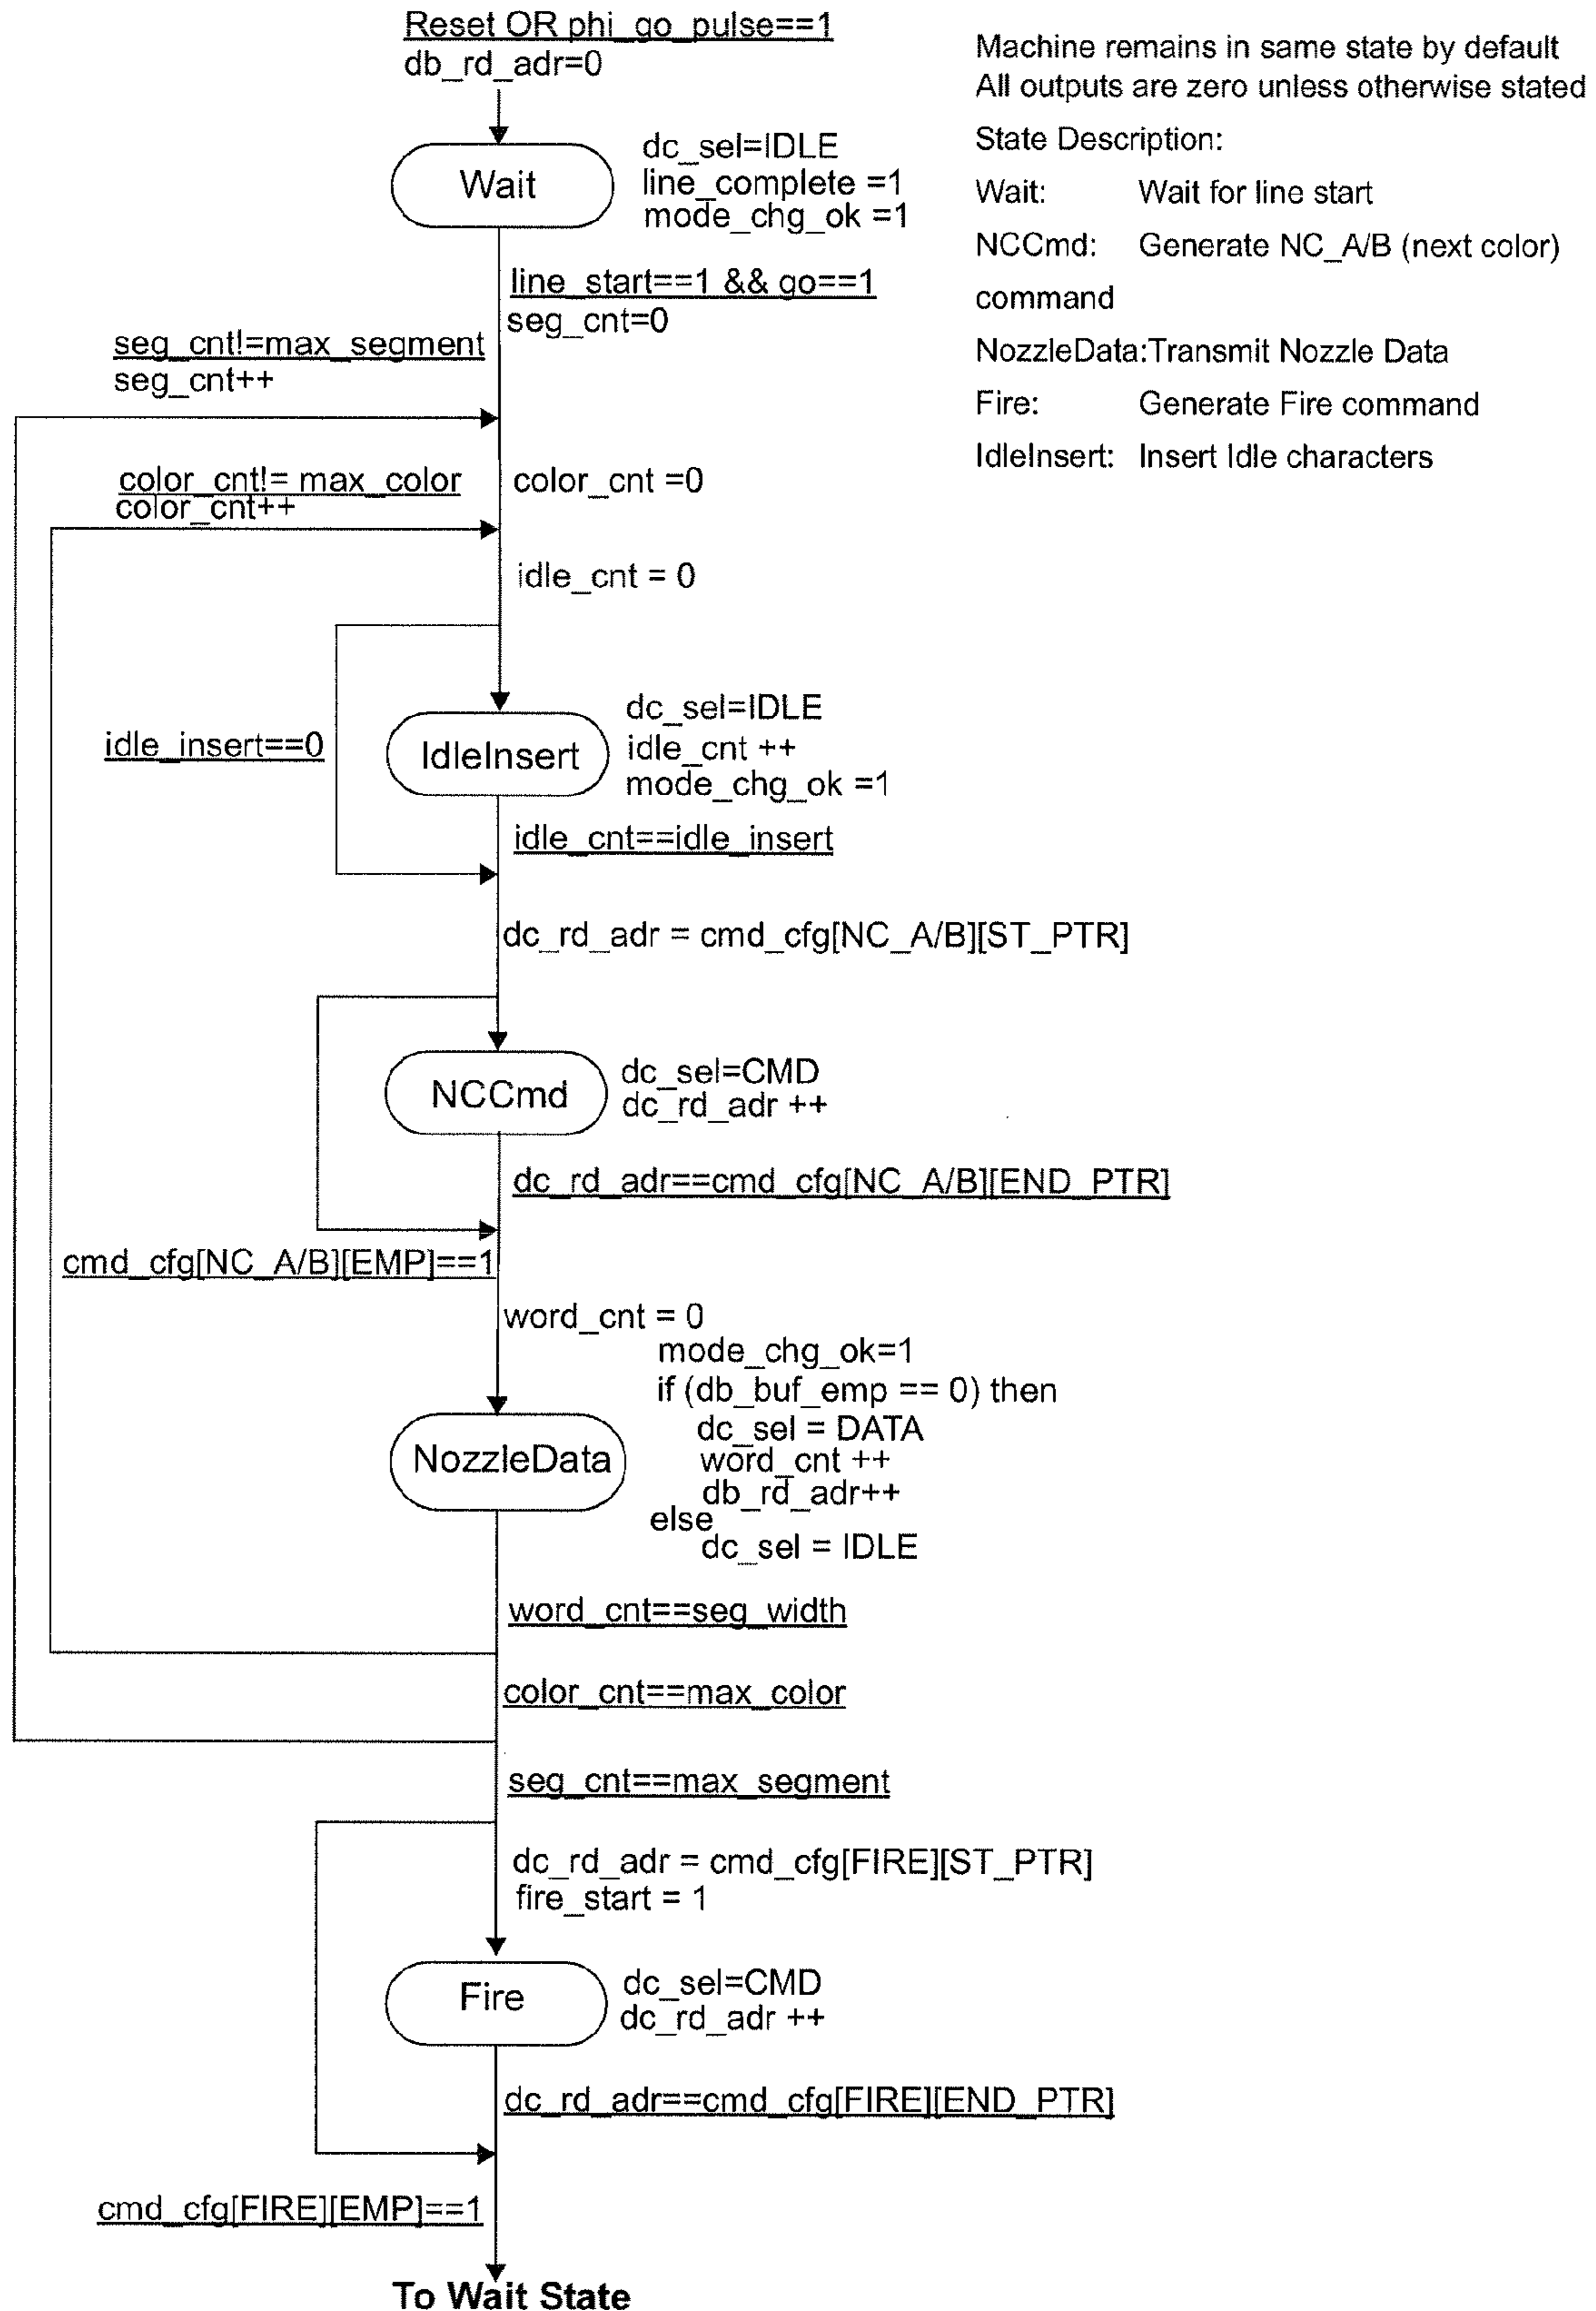 Reset OR phi_go_pulse==1
db_rd_adr=0
Wait
dc_sel=IDLE
line_complete =1
mode_chg_ok =1
line_start==1 && go==1
seg_cnt=0
seg_cnt!=max_segment
seg_cnt++
color_cnt!= max_color
color_cnt++
color_cnt =0
idle_cnt = 0
idle_insert==0
IdleInsert
dc_sel=IDLE
idle_cnt ++
mode_chg_ok =1
idle_cnt==idle_insert
dc_rd_adr = cmd_cfg[NC_A/B][ST_PTR]
NCCmd
dc_sel=CMD
dc_rd_adr ++
dc_rd_adr==cmd_cfg[NC_A/B][END_PTR]
cmd_cfg[NC_A/B][EMP]==1
word_cnt = 0
mode_chg_ok=1
if (db_buf_emp == 0) then
dc_sel = DATA
word_cnt ++
db_rd_adr++
else
dc_sel = IDLE
NozzleData
word_cnt==seg_width
color_cnt==max_color
seg_cnt==max_segment
dc_rd_adr = cmd_cfg[FIRE][ST_PTR]
fire_start = 1
Fire
dc_sel=CMD
dc_rd_adr ++
dc_rd_adr==cmd_cfg[FIRE][END_PTR]
cmd_cfg[FIRE][EMP]==1
To Wait State
Machine remains in same state by default
All outputs are zero unless otherwise stated
State Description:
Wait: Wait for line start
NCCmd: Generate NC_A/B (next color)
command
NozzleData:Transmit Nozzle Data
Fire: Generate Fire command
IdleInsert: Insert Idle characters